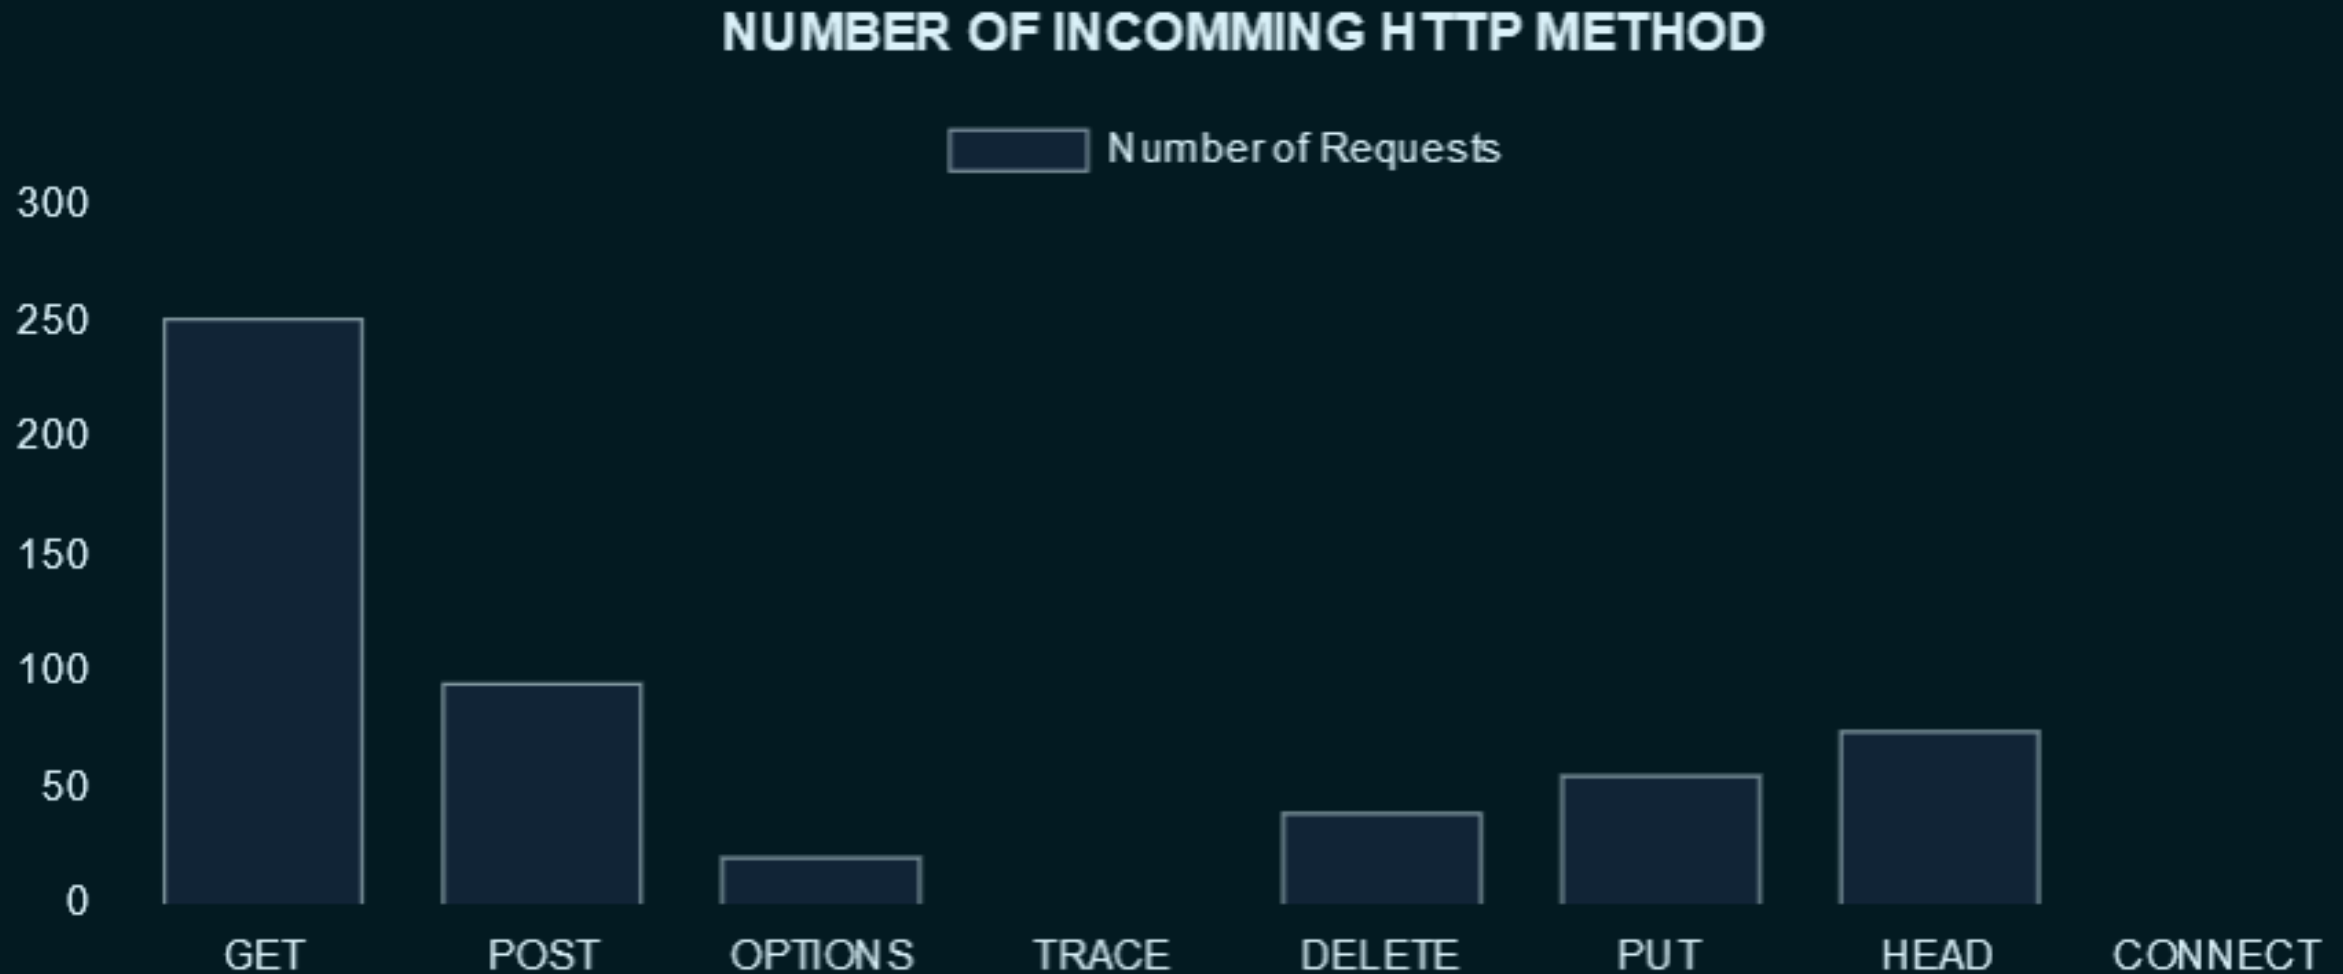 NUMBER OF INCOMMING HTTP METHOD
Number of Requests
300
250
200
150
100
50
0
GET POST OPTIONS TRACE DELETE PUT HEAD CONNECT